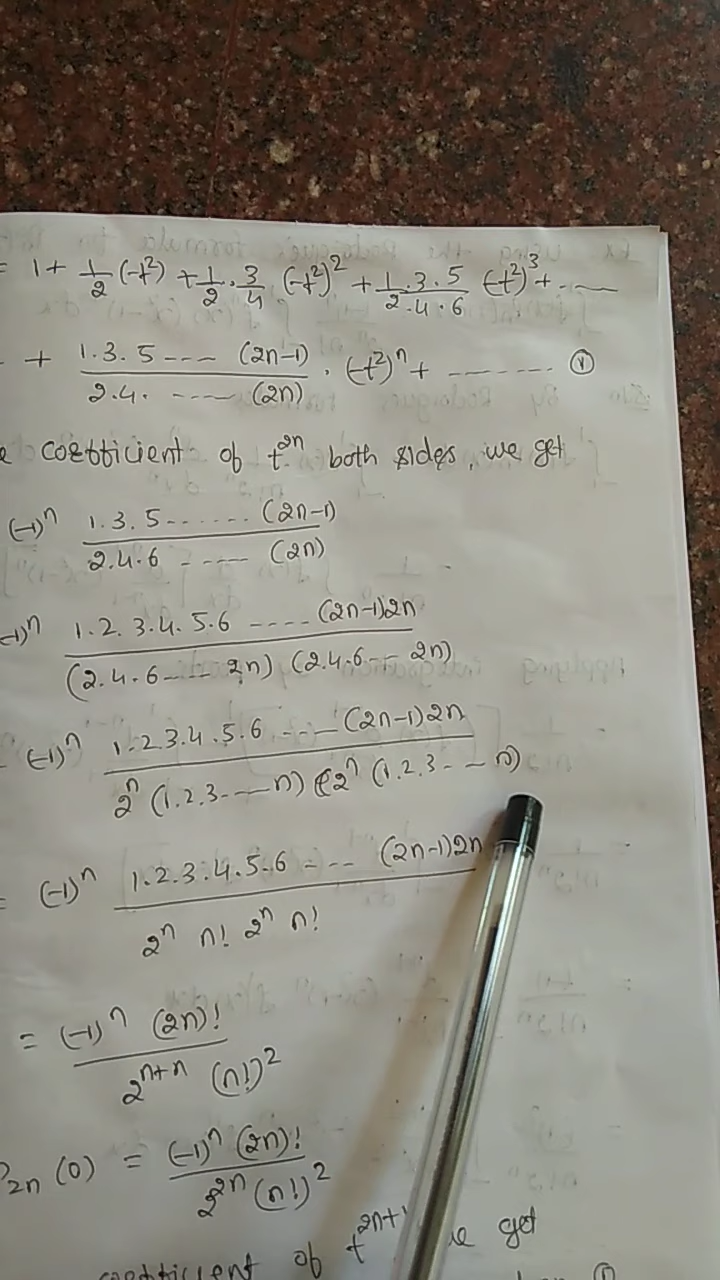 = 1 + 1/2 (-t²) + 1/2 · 3/4 (-t²)² + 1.3.5/2.4.6 (-t²)³ + ......
+ 1.3.5 ---- (2n-1)/2.4. ---- (2n) · (-t²)ⁿ + -------
coefficient of t²ⁿ both sides, we get
(-1)ⁿ 1.3.5 ...... (2n-1)/2.4.6 ---- (2n)
(-1)ⁿ 1.2.3.4.5.6 ---- (2n-1)2n/(2.4.6 ---- 2n) (2.4.6 -- 2n)
(-1)ⁿ 1.2.3.4.5.6 ---- (2n-1)2n/2ⁿ (1.2.3 ---- n) 2ⁿ (1.2.3 -- n)
= (-1)ⁿ 1.2.3.4.5.6 ---- (2n-1)2n/2ⁿ n! 2ⁿ n!
= (-1)ⁿ (2n)!/2ⁿ⁺ⁿ (n!)²
P₂ₙ(0) = (-1)ⁿ (2n)!/2²ⁿ (n!)²
coefficient of t²ⁿ⁺¹ we get